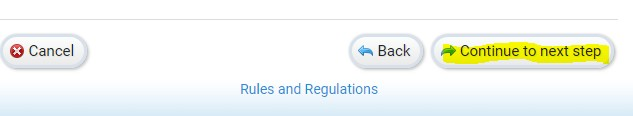 Cancel Back Continue to next step
Rules and Regulations